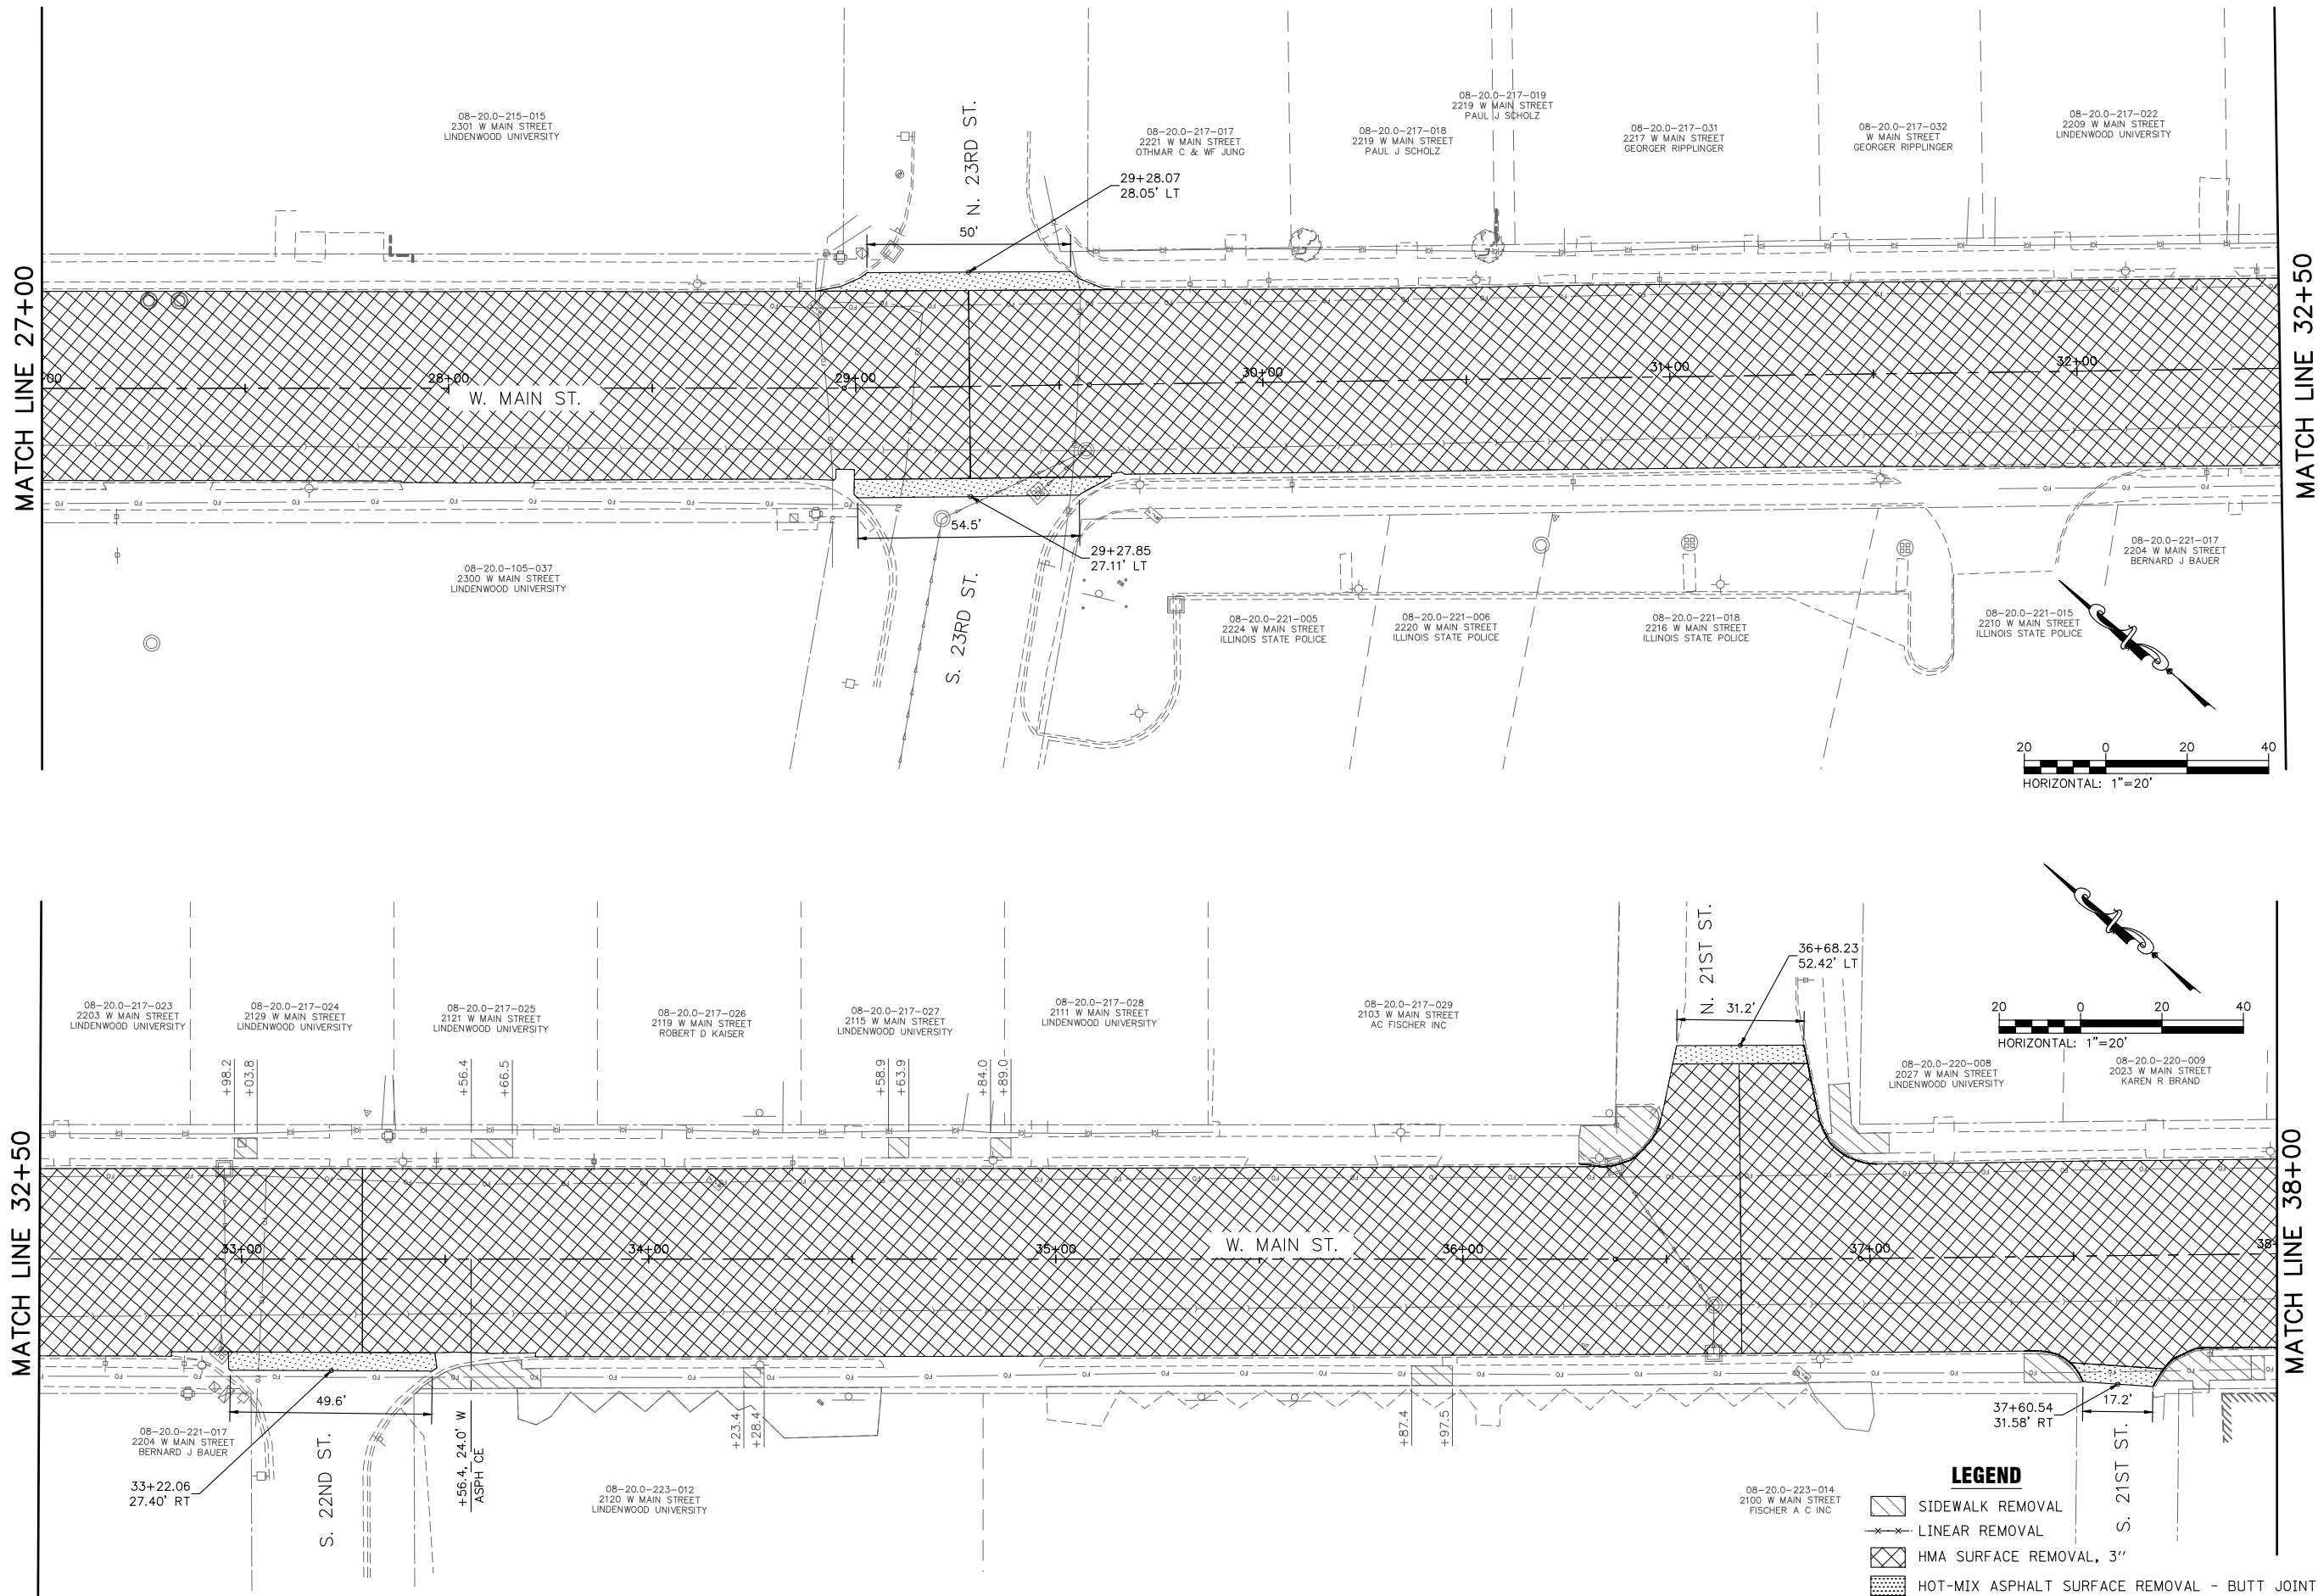 MATCH LINE 27+00
08-20.0-215-015
2301 W MAIN STREET
LINDENWOOD UNIVERSITY
N. 23RD ST.
50'
29+28.07
28.05' LT
08-20.0-217-017
2221 W MAIN STREET
OTHMAR C & WF JUNG
08-20.0-217-018
2219 W MAIN STREET
PAUL J SCHOLZ
08-20.0-217-019
2219 W MAIN STREET
PAUL J SCHOLZ
08-20.0-217-031
2217 W MAIN STREET
GEORGER RIPPLINGER
08-20.0-217-032
W MAIN STREET
GEORGER RIPPLINGER
08-20.0-217-022
2209 W MAIN STREET
LINDENWOOD UNIVERSITY
MATCH LINE 32+50
00
28+00
29+00
30+00
31+00
32+00
W. MAIN ST.
54.5'
29+27.85
27.11' LT
S. 23RD ST.
08-20.0-105-037
2300 W MAIN STREET
LINDENWOOD UNIVERSITY
08-20.0-221-005
2224 W MAIN STREET
ILLINOIS STATE POLICE
08-20.0-221-006
2220 W MAIN STREET
ILLINOIS STATE POLICE
08-20.0-221-018
2216 W MAIN STREET
ILLINOIS STATE POLICE
08-20.0-221-015
2210 W MAIN STREET
ILLINOIS STATE POLICE
08-20.0-221-017
2204 W MAIN STREET
BERNARD J BAUER
20 0 20 40
HORIZONTAL: 1"=20'
MATCH LINE 32+50
08-20.0-217-023
2203 W MAIN STREET
LINDENWOOD UNIVERSITY
08-20.0-217-024
2129 W MAIN STREET
LINDENWOOD UNIVERSITY
08-20.0-217-025
2121 W MAIN STREET
LINDENWOOD UNIVERSITY
08-20.0-217-026
2119 W MAIN STREET
ROBERT D KAISER
08-20.0-217-027
2115 W MAIN STREET
LINDENWOOD UNIVERSITY
08-20.0-217-028
2111 W MAIN STREET
LINDENWOOD UNIVERSITY
08-20.0-217-029
2103 W MAIN STREET
AC FISCHER INC
N. 21ST ST.
31.2'
36+68.23
52.42' LT
20 0 20 40
HORIZONTAL: 1"=20'
08-20.0-220-008
2027 W MAIN STREET
LINDENWOOD UNIVERSITY
08-20.0-220-009
2023 W MAIN STREET
KAREN R BRAND
+98.2
+03.8
+56.4
+66.5
+58.9
+63.9
+84.0
+89.0
MATCH LINE 38+00
33+00
34+00
35+00
36+00
37+00
38
W. MAIN ST.
49.6'
08-20.0-221-017
2204 W MAIN STREET
BERNARD J BAUER
33+22.06
27.40' RT
S. 22ND ST.
+56.4, 24.0' W
ASPH CE
08-20.0-223-012
2120 W MAIN STREET
LINDENWOOD UNIVERSITY
+23.4
+28.4
+87.4
+97.5
08-20.0-223-014
2100 W MAIN STREET
FISCHER A C INC
37+60.54
31.58' RT
17.2'
S. 21ST ST.
LEGEND
SIDEWALK REMOVAL
LINEAR REMOVAL
HMA SURFACE REMOVAL, 3"
HOT-MIX ASPHALT SURFACE REMOVAL - BUTT JOINT